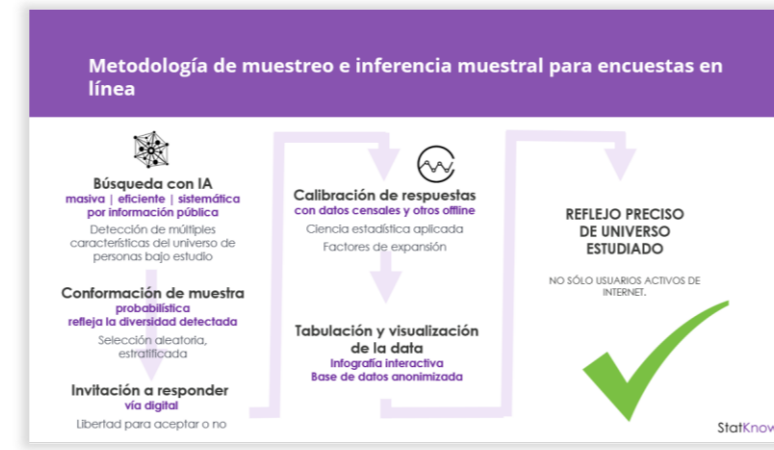 Metodología de muestreo e inferencia muestral para encuestas en
línea
Búsqueda con IA
masiva | eficiente | sistemática
por información pública
Detección de múltiples
características del universo de
personas bajo estudio
Conformación de muestra
probabilística
refleja la diversidad detectada
Selección aleatoria,
estratificada
Invitación a responder
vía digital
Libertad para aceptar o no
Calibración de respuestas
con datos censales y otros offline
Ciencia estadística aplicada
Factores de expansión
Tabulación y visualización
de la data
Infografía interactiva
Base de datos anonimizada
REFLEJO PRECISO
DE UNIVERSO
ESTUDIADO
NO SÓLO USUARIOS ACTIVOS DE
INTERNET.
StatKnow